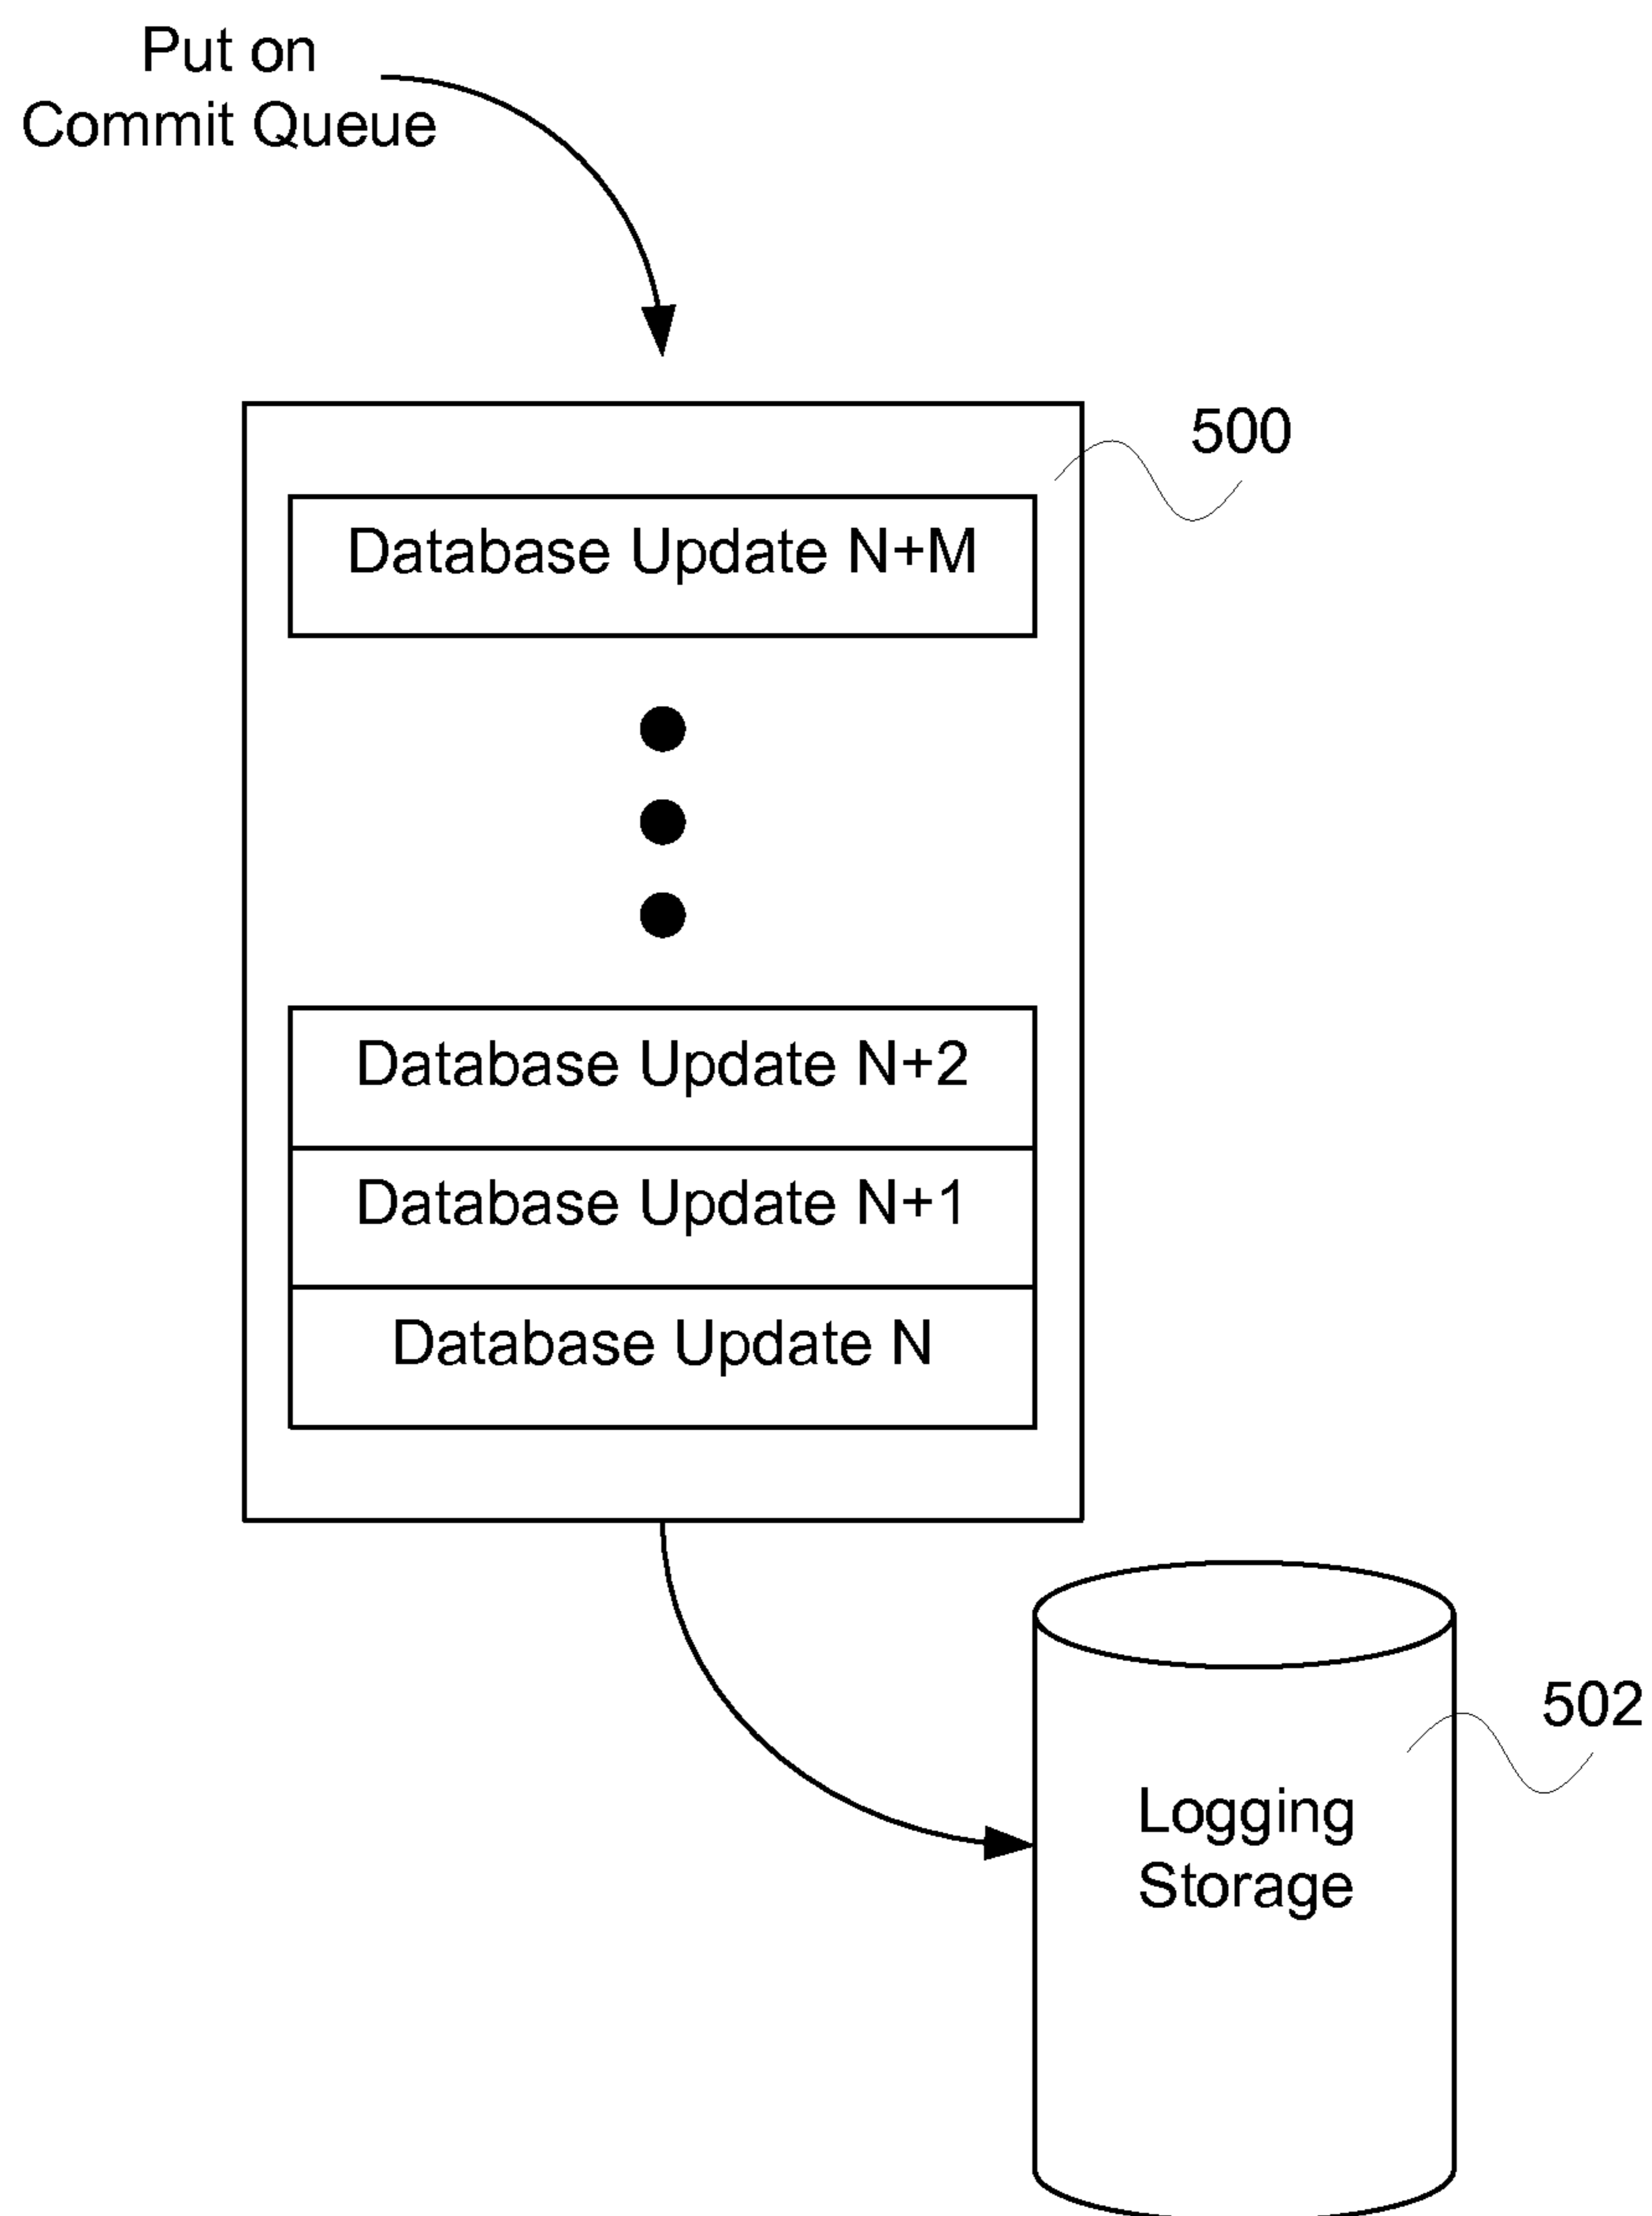 Put on
Commit Queue
500
Database Update N+M
Database Update N+2
Database Update N+1
Database Update N
502
Logging
Storage